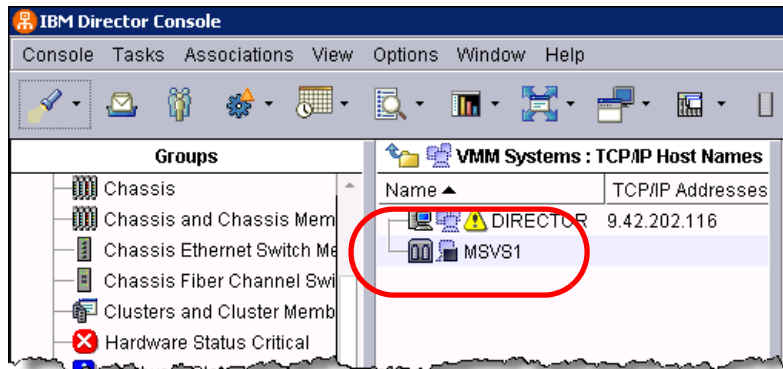 IBM Director Console
Console Tasks Associations View Options Window Help
Groups
Chassis
Chassis and Chassis Mem
Chassis Ethernet Switch Me
Chassis Fiber Channel Swi
Clusters and Cluster Memb
Hardware Status Critical
VMM Systems : TCP/IP Host Names
Name TCP/IP Addresses
DIRECTOR 9.42.202.116
MSVS1